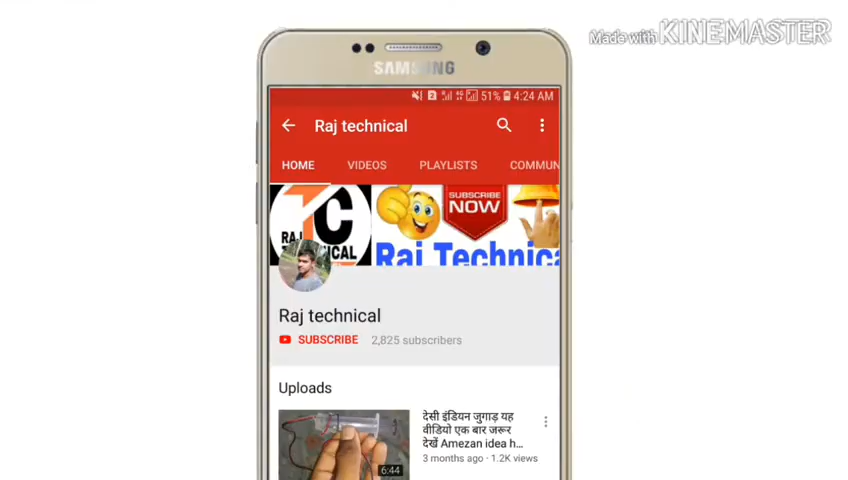 Made with KINEMASTER
SAMSUNG
2 51% 4:24 AM
Raj technical
HOME VIDEOS PLAYLISTS COMMUN
TC
SUBSCRIBE
NOW
Raj Technica
Raj technical
SUBSCRIBE 2,825 subscribers
Uploads
देसी इंडियन जुगाड़ यह
वीडियो एक बार जरूर
देखें Amezan idea h...
3 months ago · 1.2K views
6:44